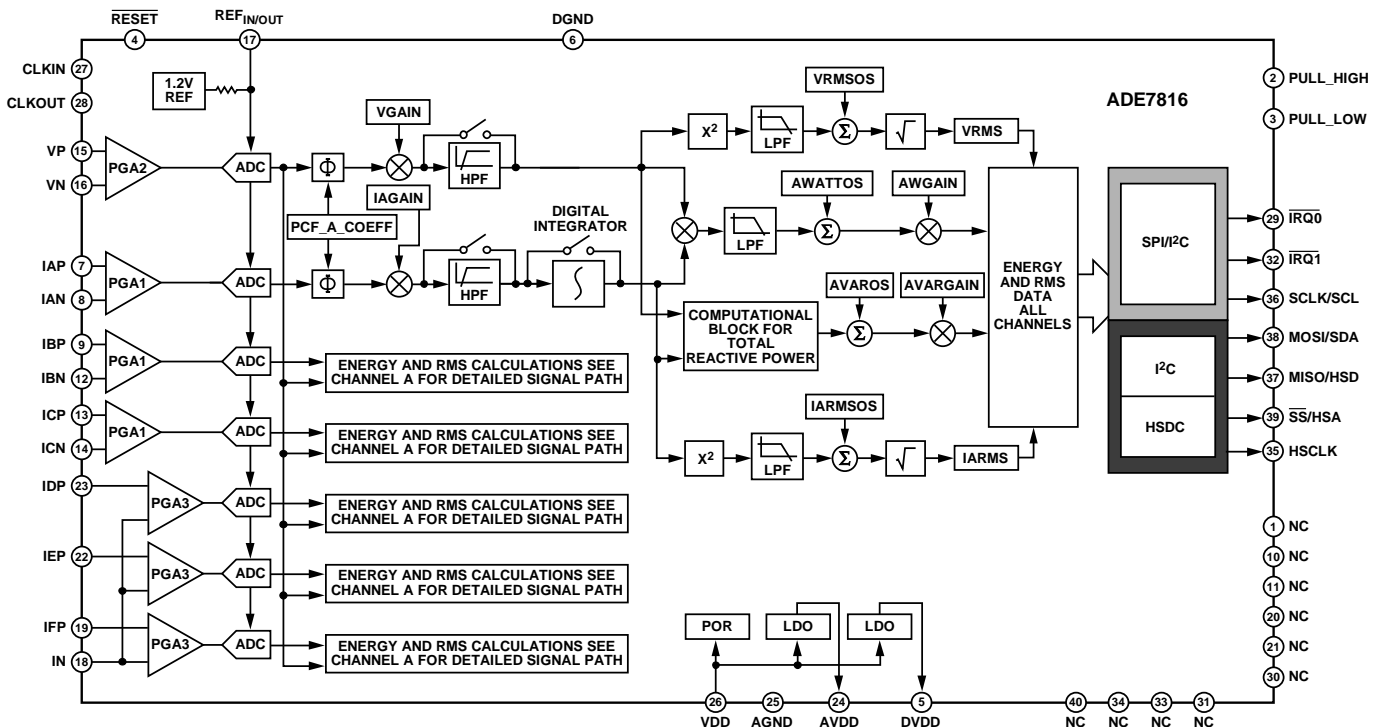 RESET
REFIN/OUT
DGND
4
17
6
CLKIN 27
CLKOUT 28
1.2V
REF
VP 15
VN 16
PGA2
ADC
Φ
VGAIN
HPF
IAGAIN
PCF_A_COEFF
DIGITAL
INTEGRATOR
IAP 7
IAN 8
PGA1
ADC
Φ
HPF
∫
VRMSOS
X²
LPF
Σ
√
VRMS
AWATTOS
AWGAIN
LPF
Σ
AVAROS
AVARGAIN
COMPUTATIONAL
BLOCK FOR
TOTAL
REACTIVE POWER
Σ
IARMSOS
X²
LPF
Σ
√
IARMS
ENERGY
AND RMS
DATA
ALL
CHANNELS
ADE7816
SPI/I²C
I²C
HSDC
2 PULL_HIGH
3 PULL_LOW
29 IRQ0
32 IRQ1
36 SCLK/SCL
38 MOSI/SDA
37 MISO/HSD
39 SS/HSA
35 HSCLK
1 NC
10 NC
11 NC
20 NC
21 NC
30 NC
IBP 9
IBN 12
PGA1
ADC
ENERGY AND RMS CALCULATIONS SEE
CHANNEL A FOR DETAILED SIGNAL PATH
ICP 13
ICN 14
PGA1
ADC
ENERGY AND RMS CALCULATIONS SEE
CHANNEL A FOR DETAILED SIGNAL PATH
IDP 23
PGA3
ADC
ENERGY AND RMS CALCULATIONS SEE
CHANNEL A FOR DETAILED SIGNAL PATH
IEP 22
PGA3
ADC
ENERGY AND RMS CALCULATIONS SEE
CHANNEL A FOR DETAILED SIGNAL PATH
IFP 19
IN 18
PGA3
ADC
ENERGY AND RMS CALCULATIONS SEE
CHANNEL A FOR DETAILED SIGNAL PATH
POR
LDO
LDO
26
25
24
5
40
34
33
31
VDD
AGND
AVDD
DVDD
NC
NC
NC
NC